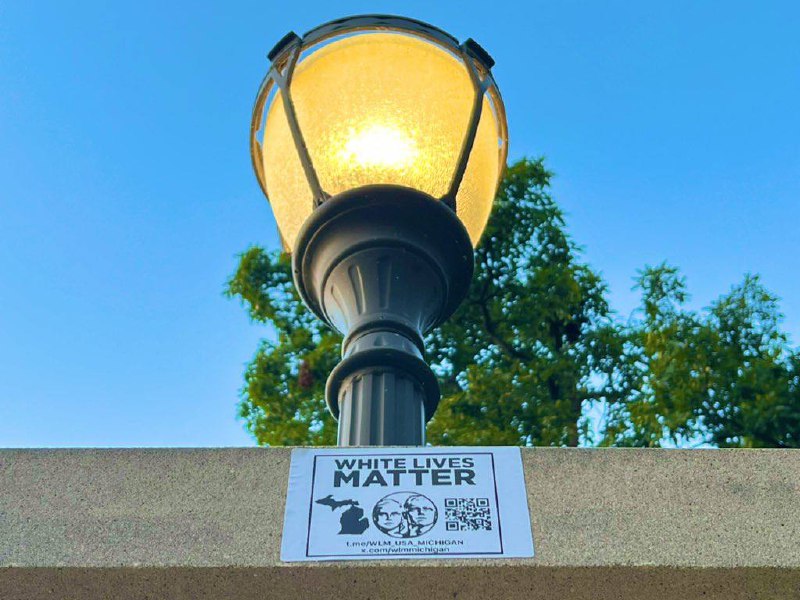 WHITE LIVES
MATTER
t.me/WLM_USA_MICHIGAN
x.com/wlmmichigan